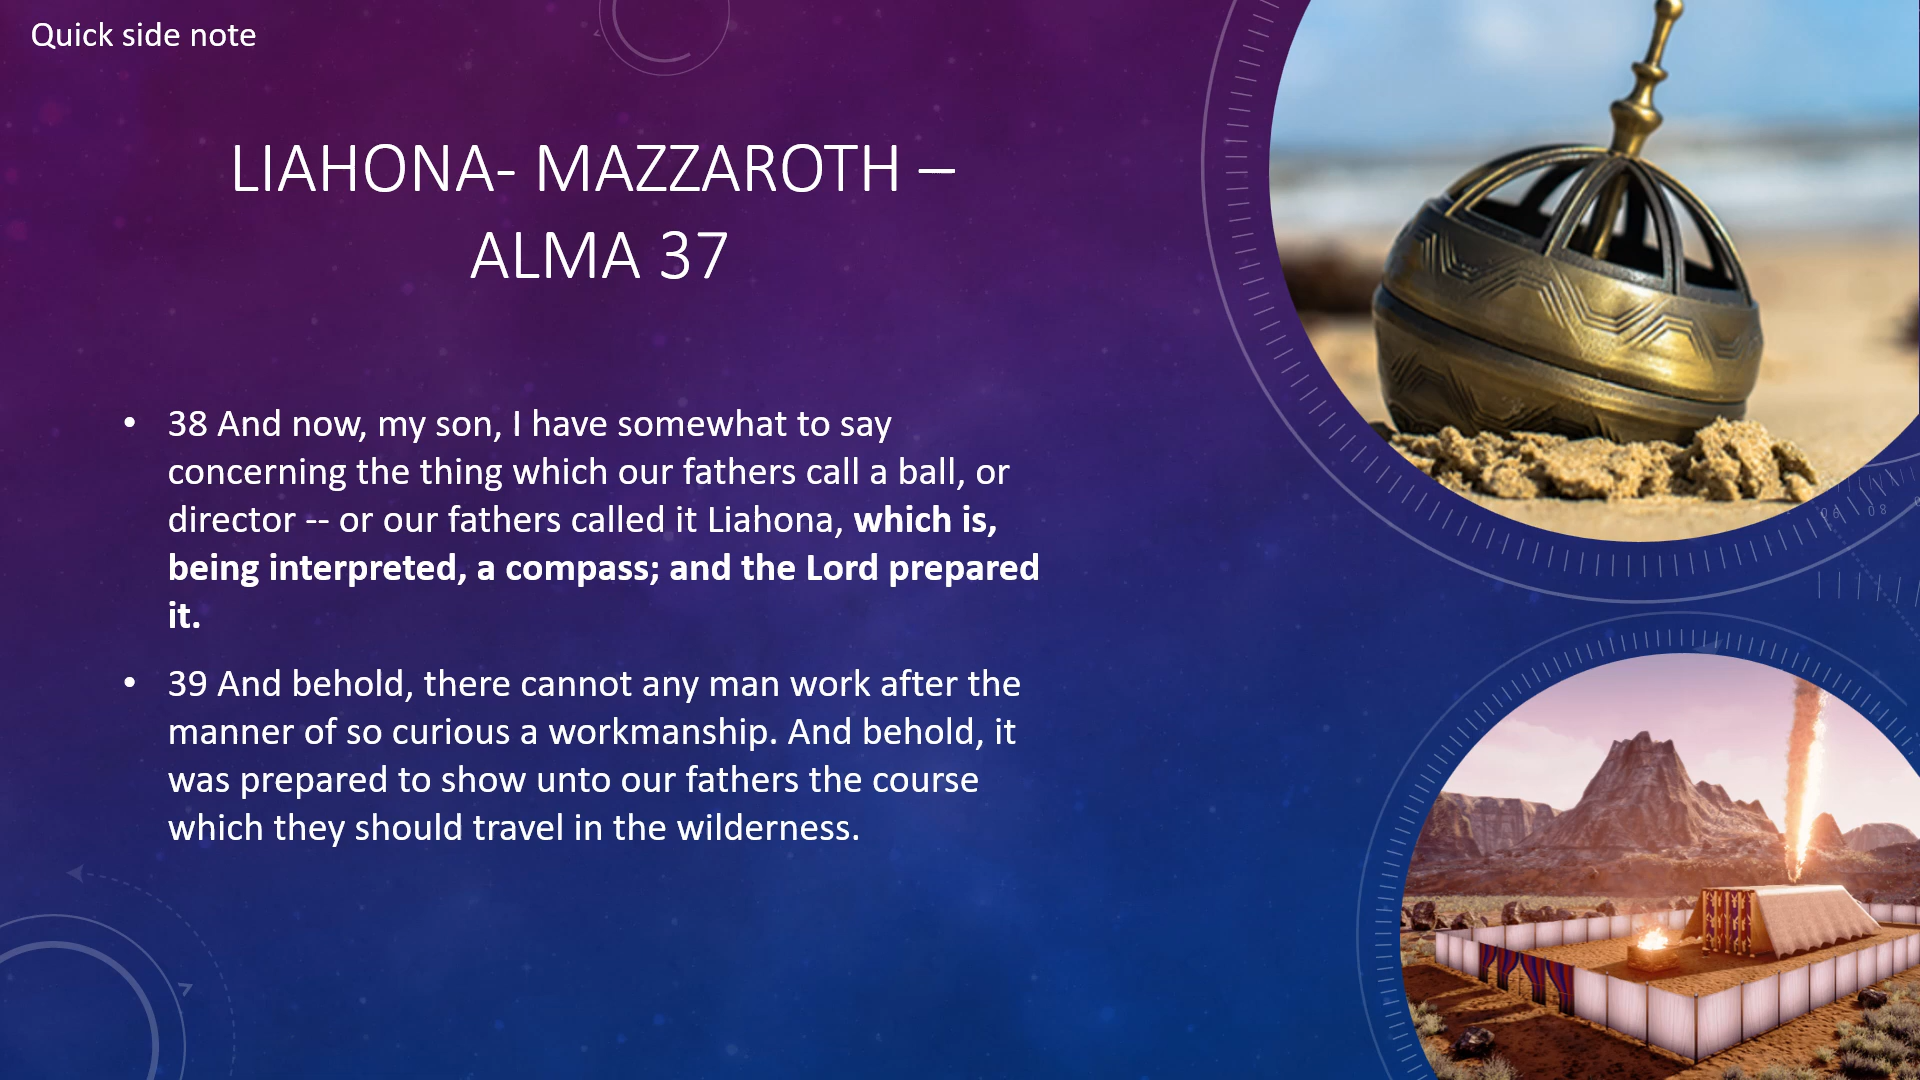 Quick side note
LIAHONA- MAZZAROTH –
ALMA 37
• 38 And now, my son, I have somewhat to say
concerning the thing which our fathers call a ball, or
director -- or our fathers called it Liahona, which is,
being interpreted, a compass; and the Lord prepared
it.
• 39 And behold, there cannot any man work after the
manner of so curious a workmanship. And behold, it
was prepared to show unto our fathers the course
which they should travel in the wilderness.